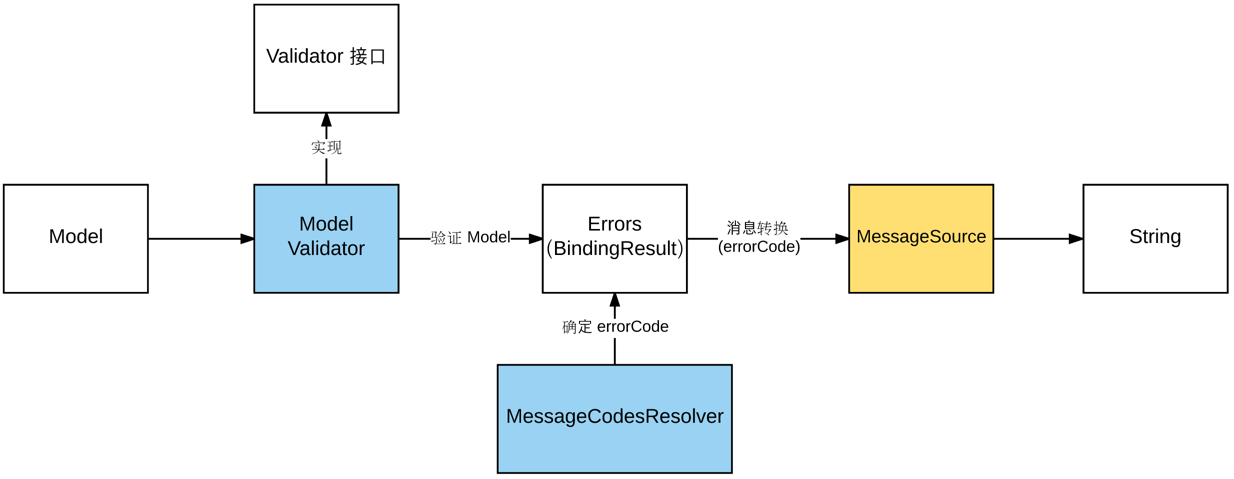 Validator 接口
实现
Model
Model
Validator
验证 Model
Errors
(BindingResult)
消息转换
(errorCode)
MessageSource
String
确定 errorCode
MessageCodesResolver